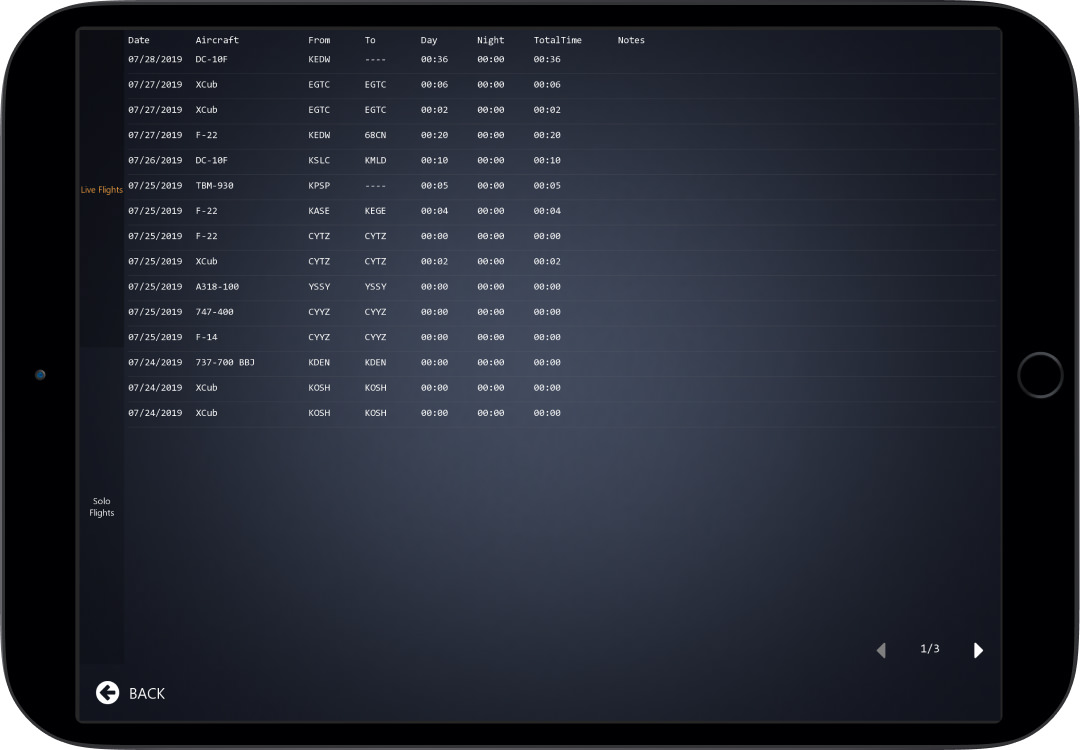 Date Aircraft From To Day Night TotalTime Notes
07/28/2019 DC-10F KEDW ---- 00:36 00:00 00:36
07/27/2019 XCub EGTC EGTC 00:06 00:00 00:06
07/27/2019 XCub EGTC EGTC 00:02 00:00 00:02
07/27/2019 F-22 KEDW 68CN 00:20 00:00 00:20
07/26/2019 DC-10F KSLC KMLD 00:10 00:00 00:10
Live Flights
07/25/2019 TBM-930 KPSP ---- 00:05 00:00 00:05
07/25/2019 F-22 KASE KEGE 00:04 00:00 00:04
07/25/2019 F-22 CYTZ CYTZ 00:00 00:00 00:00
07/25/2019 XCub CYTZ CYTZ 00:02 00:00 00:02
07/25/2019 A318-100 YSSY YSSY 00:00 00:00 00:00
07/25/2019 747-400 CYYZ CYYZ 00:00 00:00 00:00
07/25/2019 F-14 CYYZ CYYZ 00:00 00:00 00:00
07/24/2019 737-700 BBJ KDEN KDEN 00:00 00:00 00:00
07/24/2019 XCub KOSH KOSH 00:00 00:00 00:00
07/24/2019 XCub KOSH KOSH 00:00 00:00 00:00
Solo
Flights
1/3
BACK